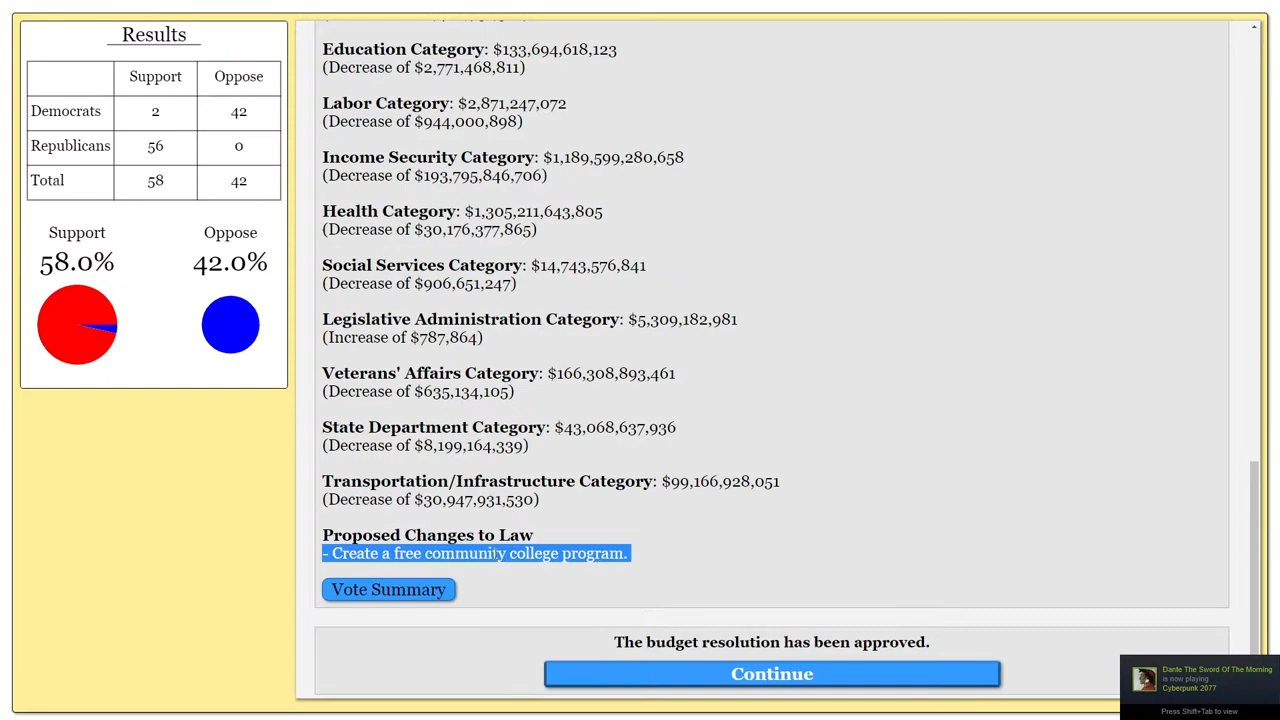 Results
Support Oppose
Democrats 2 42
Republicans 56 0
Total 58 42
Support Oppose
58.0% 42.0%
Education Category: $133,694,618,123
(Decrease of $2,771,468,811)
Labor Category: $2,871,247,072
(Decrease of $944,000,898)
Income Security Category: $1,189,599,280,658
(Decrease of $193,795,846,706)
Health Category: $1,305,211,643,805
(Decrease of $30,176,377,865)
Social Services Category: $14,743,576,841
(Decrease of $906,651,247)
Legislative Administration Category: $5,309,182,981
(Increase of $787,864)
Veterans' Affairs Category: $166,308,893,461
(Decrease of $635,134,105)
State Department Category: $43,068,637,936
(Decrease of $8,199,164,339)
Transportation/Infrastructure Category: $99,166,928,051
(Decrease of $30,947,931,530)
Proposed Changes to Law
- Create a free community college program.
Vote Summary
The budget resolution has been approved.
Continue
Dante The Sword Of The Morning
is now playing
Cyberpunk 2077
Press Shift+Tab to view